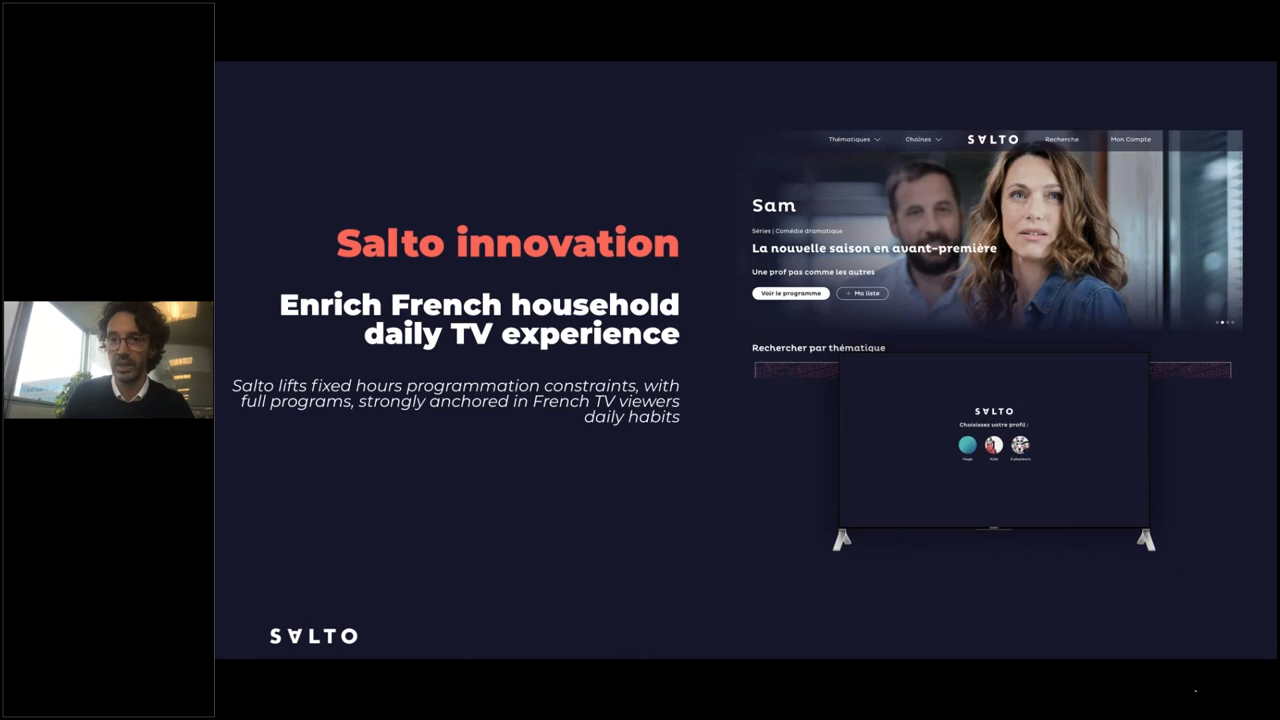 Salto innovation
Enrich French household
daily TV experience
Salto lifts fixed hours programmation constraints, with
full programs, strongly anchored in French TV viewers
daily habits
SALTO
Thématiques
Chaînes
SALTO
Recherche
Mon Compte
Sam
Séries | Comédie dramatique
La nouvelle saison en avant-première
Une prof pas comme les autres
Voir le programme
+ Ma liste
Rechercher par thématique
SALTO
Choisissez votre profil :
Hugo
Kids